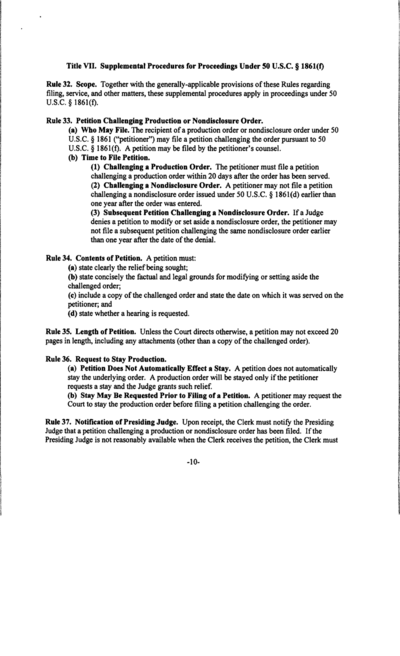 Title VII. Supplemental Procedures for Proceedings Under 50 U.S.C. § 1861(f)
Rule 32. Scope. Together with the generally-applicable provisions of these Rules regarding
filing, service, and other matters, these supplemental procedures apply in proceedings under 50
U.S.C. § 1861(f).
Rule 33. Petition Challenging Production or Nondisclosure Order.
(a) Who May File. The recipient of a production order or nondisclosure order under 50
U.S.C. § 1861 ("petitioner") may file a petition challenging the order pursuant to 50
U.S.C. § 1861(f). A petition may be filed by the petitioner's counsel.
(b) Time to File Petition.
(1) Challenging a Production Order. The petitioner must file a petition
challenging a production order within 20 days after the order has been served.
(2) Challenging a Nondisclosure Order. A petitioner may not file a petition
challenging a nondisclosure order issued under 50 U.S.C. § 1861(d) earlier than
one year after the order was entered.
(3) Subsequent Petition Challenging a Nondisclosure Order. If a Judge
denies a petition to modify or set aside a nondisclosure order, the petitioner may
not file a subsequent petition challenging the same nondisclosure order earlier
than one year after the date of the denial.
Rule 34. Contents of Petition. A petition must:
(a) state clearly the relief being sought;
(b) state concisely the factual and legal grounds for modifying or setting aside the
challenged order;
(c) include a copy of the challenged order and state the date on which it was served on the
petitioner; and
(d) state whether a hearing is requested.
Rule 35. Length of Petition. Unless the Court directs otherwise, a petition may not exceed 20
pages in length, including any attachments (other than a copy of the challenged order).
Rule 36. Request to Stay Production.
(a) Petition Does Not Automatically Effect a Stay. A petition does not automatically
stay the underlying order. A production order will be stayed only if the petitioner
requests a stay and the Judge grants such relief.
(b) Stay May Be Requested Prior to Filing of a Petition. A petitioner may request the
Court to stay the production order before filing a petition challenging the order.
Rule 37. Notification of Presiding Judge. Upon receipt, the Clerk must notify the Presiding
Judge that a petition challenging a production or nondisclosure order has been filed. If the
Presiding Judge is not reasonably available when the Clerk receives the petition, the Clerk must
-10-